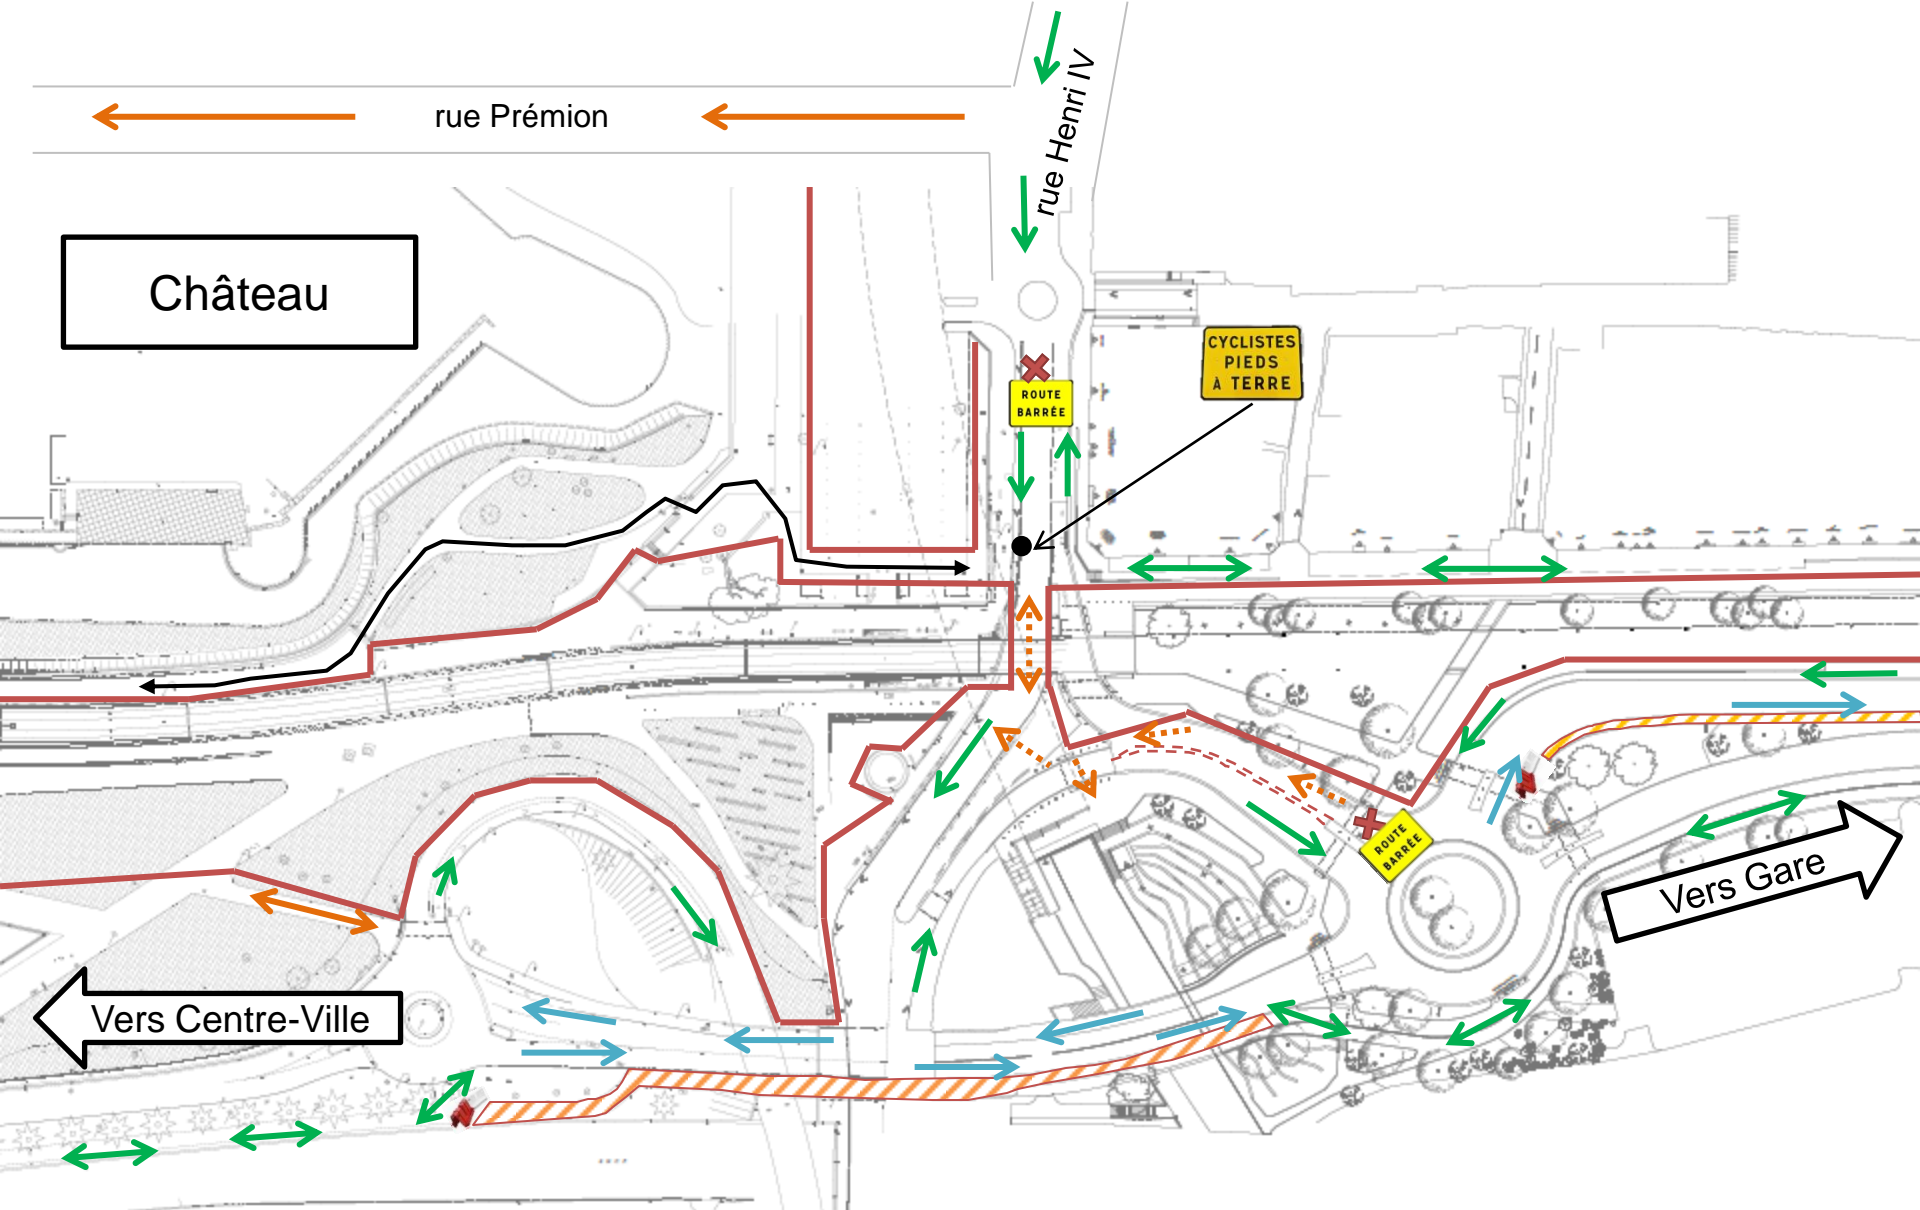 rue Prémion
rue Henri IV
Château
CYCLISTES
PIEDS
À TERRE
ROUTE
BARRÉE
ROUTE
BARRÉE
Vers Gare
Vers Centre-Ville